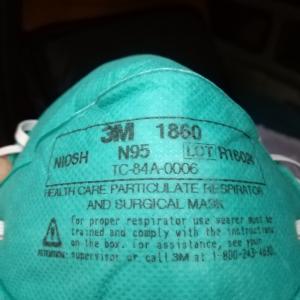 3M 1860
NIOSH N95 LOT R16021
TC-84A-0006
HEALTH CARE PARTICULATE RESPIRATOR
AND SURGICAL MASK
For proper respirator use wearer must be
trained and comply with the instructions
on the box. For assistance, see your
supervisor or call 3M at 1-800-243-4630.